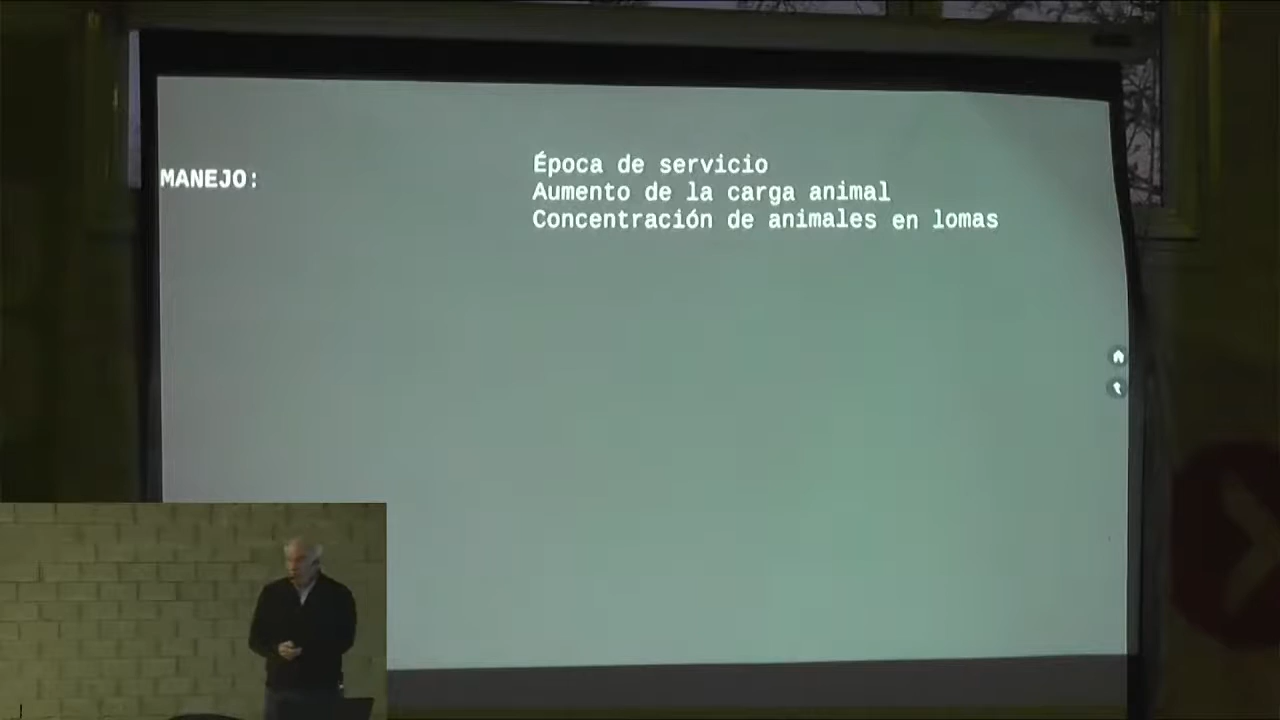 MANEJO:
Época de servicio
Aumento de la carga animal
Concentración de animales en lomas